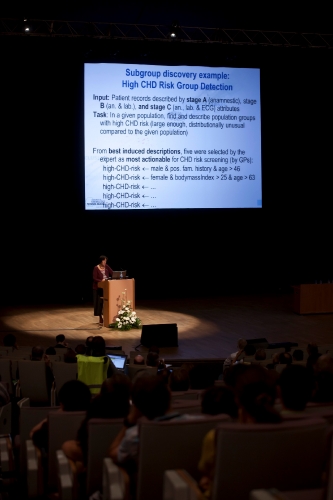 Subgroup discovery example:
High CHD Risk Group Detection
Input: Patient records described by stage A (anamnestic), stage
B (an. & lab.), and stage C (an., lab. & ECG) attributes
Task: In a given population, find and describe population groups
with high CHD risk (large enough, distributionally unusual
compared to the given population)
From best induced descriptions, five were selected by the
expert as most actionable for CHD risk screening (by GPs):
high-CHD-risk ← male & pos. fam. history & age > 46
high-CHD-risk ← female & bodymassIndex > 25 & age > 63
high-CHD-risk ← ...
high-CHD-risk ← ...
high-CHD-risk ← ...